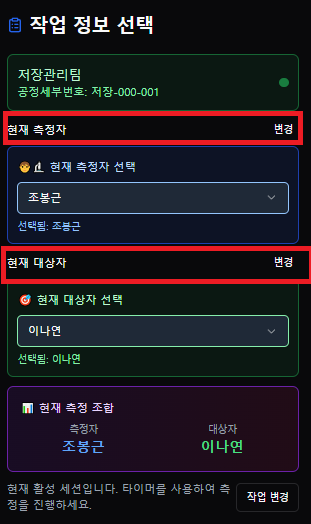 작업 정보 선택
저장관리팀
공정세부번호: 저장-000-001
현재 측정자 변경
현재 측정자 선택
조봉근
선택됨: 조봉근
현재 대상자 변경
현재 대상자 선택
이나연
선택됨: 이나연
현재 측정 조합
측정자 대상자
조봉근 이나연
현재 활성 세션입니다. 타이머를 사용하여 측
정을 진행하세요.
작업 변경